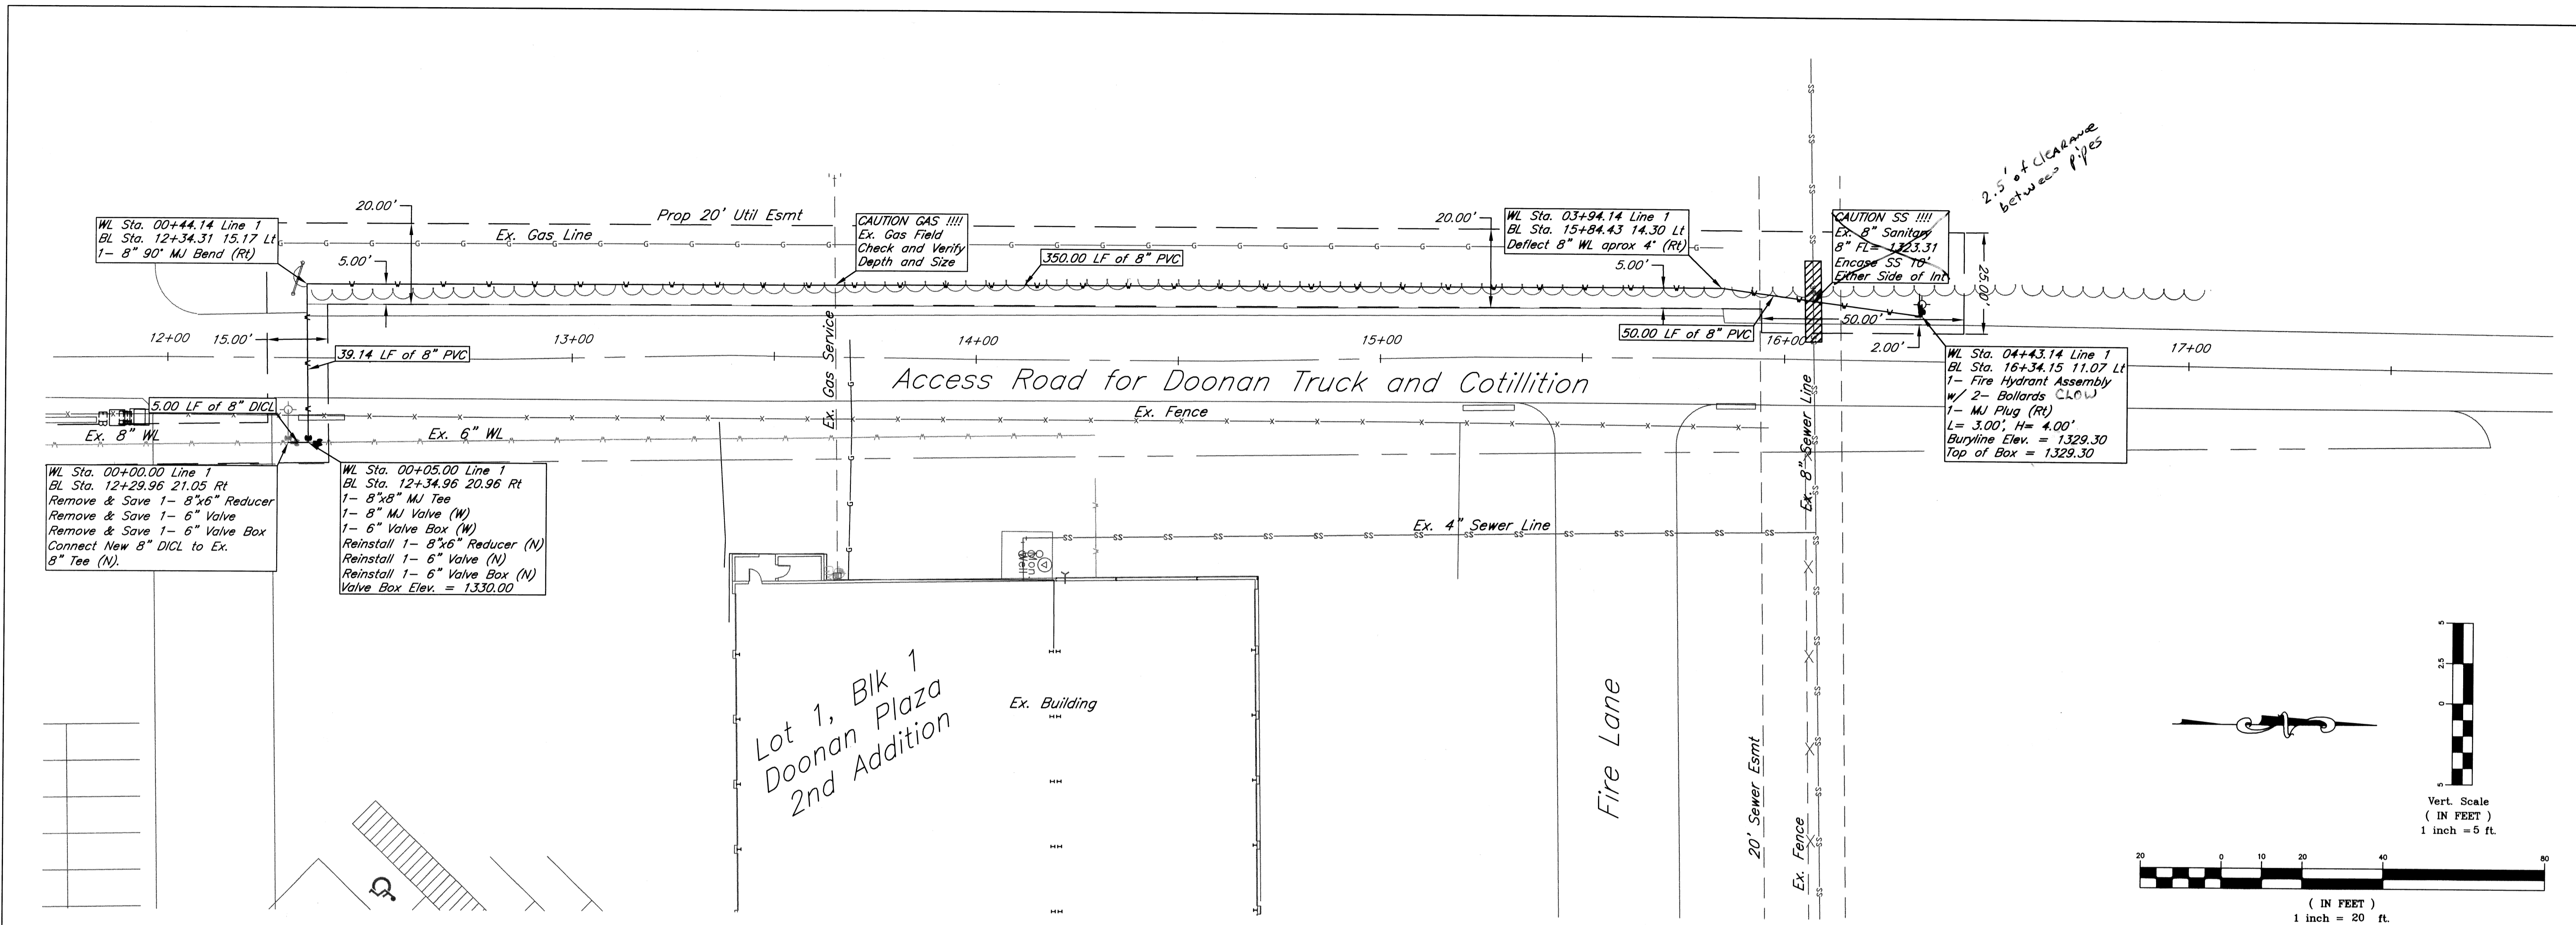 2.5' of CLEARANCE
between pipes
WL Sta. 00+44.14 Line 1
BL Sta. 12+34.31 15.17 Lt
1- 8" 90° MJ Bend (Rt)
20.00'
Prop 20' Util Esmt
Ex. Gas Line
5.00'
CAUTION GAS !!!!
Ex. Gas Field
Check and Verify
Depth and Size
350.00 LF of 8" PVC
20.00'
WL Sta. 03+94.14 Line 1
BL Sta. 15+84.43 14.30 Lt
Deflect 8" WL aprox 4° (Rt)
5.00'
CAUTION SS !!!!
Ex. 8" Sanitary
8" FL= 1323.31
Encase SS 10'
Either Side of Int.
25.00'
50.00'
50.00 LF of 8" PVC
2.00'
12+00
15.00'
13+00
14+00
15+00
16+00
17+00
39.14 LF of 8" PVC
Ex. Gas Service
Access Road for Doonan Truck and Cotillition
5.00 LF of 8" DICL
Ex. 8" WL
Ex. 6" WL
Ex. Fence
Ex. 8" Sewer Line
WL Sta. 04+43.14 Line 1
BL Sta. 16+34.15 11.07 Lt
1- Fire Hydrant Assembly
w/ 2- Bollards CLOW
1- MJ Plug (Rt)
L= 3.00', H= 4.00'
Buryline Elev. = 1329.30
Top of Box = 1329.30
WL Sta. 00+00.00 Line 1
BL Sta. 12+29.96 21.05 Rt
Remove & Save 1- 8"x6" Reducer
Remove & Save 1- 6" Valve
Remove & Save 1- 6" Valve Box
Connect New 8" DICL to Ex.
8" Tee (N).
WL Sta. 00+05.00 Line 1
BL Sta. 12+34.96 20.96 Rt
1- 8"x8" MJ Tee
1- 8" MJ Valve (W)
1- 6" Valve Box (W)
Reinstall 1- 8"x6" Reducer (N)
Reinstall 1- 6" Valve (N)
Reinstall 1- 6" Valve Box (N)
Valve Box Elev. = 1330.00
Ex. 4" Sewer Line
Mon.
Well
Lot 1, Blk 1
Doonan Plaza
2nd Addition
Ex. Building
Fire Lane
20' Sewer Esmt
Ex. Fence
5
2.5
0
5
Vert. Scale
( IN FEET )
1 inch =5 ft.
20 0 10 20 40 80
( IN FEET )
1 inch = 20 ft.